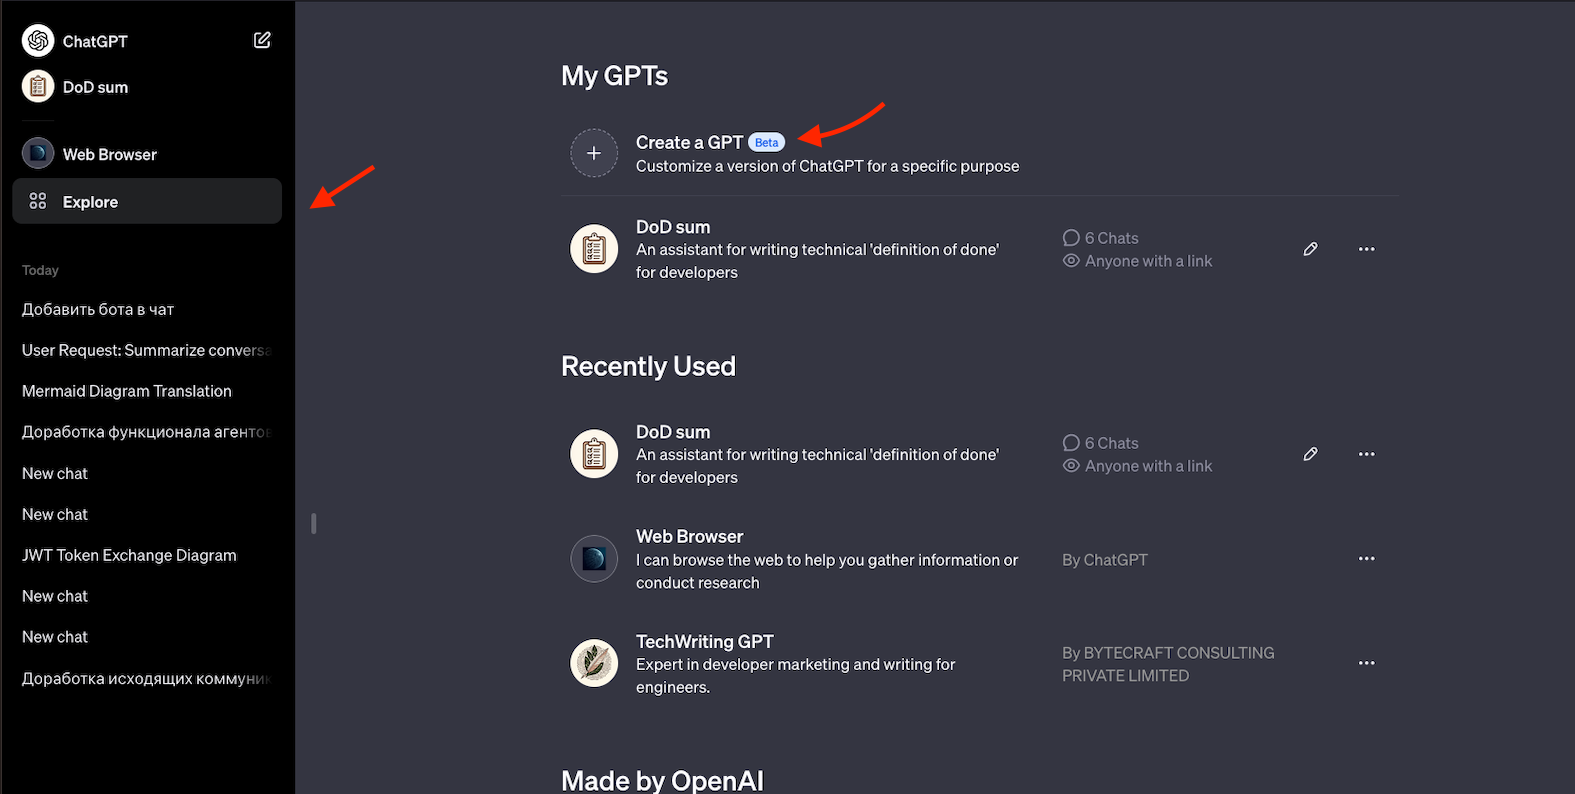 ChatGPT
DoD sum
Web Browser
Explore
Today
Добавить бота в чат
User Request: Summarize conversa
Mermaid Diagram Translation
Доработка функционала агентов
New chat
New chat
JWT Token Exchange Diagram
New chat
New chat
Доработка исходящих коммуник
My GPTs
Create a GPT Beta
Customize a version of ChatGPT for a specific purpose
DoD sum
An assistant for writing technical 'definition of done'
for developers
6 Chats
Anyone with a link
Recently Used
DoD sum
An assistant for writing technical 'definition of done'
for developers
6 Chats
Anyone with a link
Web Browser
I can browse the web to help you gather information or
conduct research
By ChatGPT
TechWriting GPT
Expert in developer marketing and writing for
engineers.
By BYTECRAFT CONSULTING
PRIVATE LIMITED
Made by OpenAI